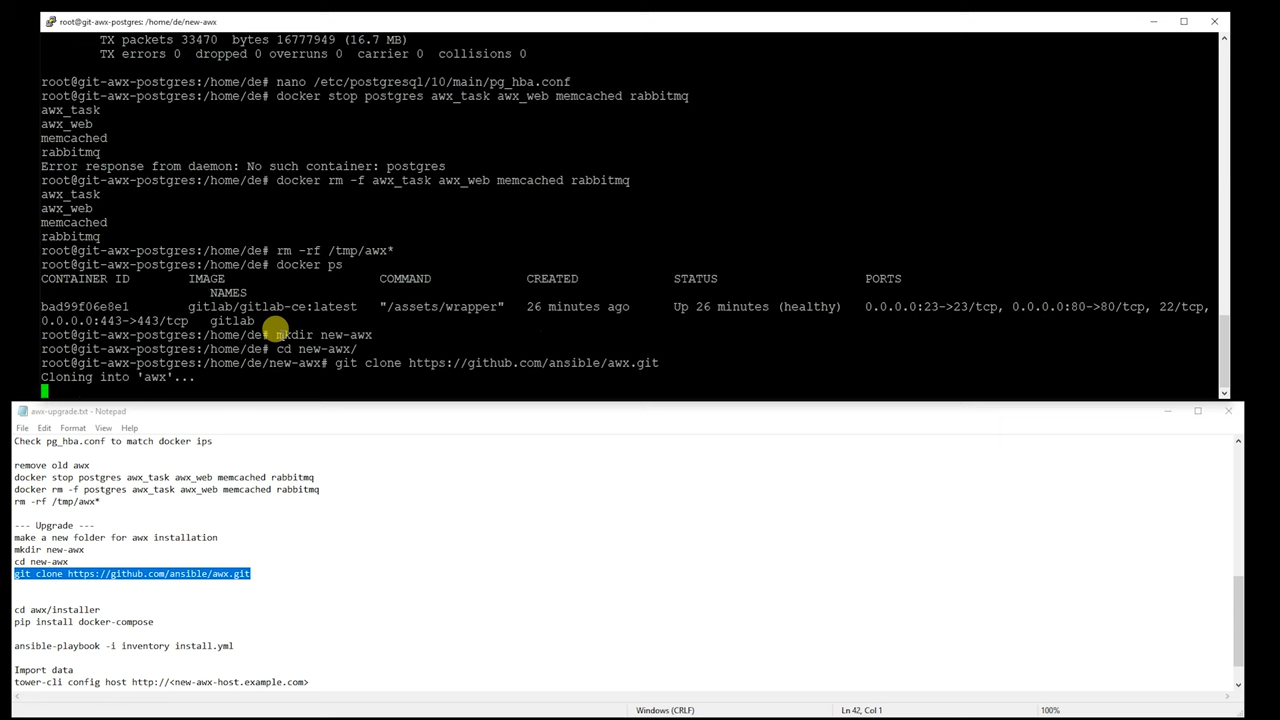 root@git-awx-postgres: /home/de/new-awx
TX packets 33470  bytes 16777949 (16.7 MB)
TX errors 0  dropped 0 overruns 0  carrier 0  collisions 0
root@git-awx-postgres:/home/de# nano /etc/postgresql/10/main/pg_hba.conf
root@git-awx-postgres:/home/de# docker stop postgres awx_task awx_web memcached rabbitmq
awx_task
awx_web
memcached
rabbitmq
Error response from daemon: No such container: postgres
root@git-awx-postgres:/home/de# docker rm -f awx_task awx_web memcached rabbitmq
awx_task
awx_web
memcached
rabbitmq
root@git-awx-postgres:/home/de# rm -rf /tmp/awx*
root@git-awx-postgres:/home/de# docker ps
CONTAINER ID        IMAGE                     COMMAND             CREATED             STATUS                    PORTS
NAMES
bad99f06e8e1        gitlab/gitlab-ce:latest   "/assets/wrapper"   26 minutes ago      Up 26 minutes (healthy)   0.0.0.0:23->23/tcp, 0.0.0.0:80->80/tcp, 22/tcp,
0.0.0.0:443->443/tcp   gitlab
root@git-awx-postgres:/home/de# mkdir new-awx
root@git-awx-postgres:/home/de# cd new-awx/
root@git-awx-postgres:/home/de/new-awx# git clone https://github.com/ansible/awx.git
Cloning into 'awx'...
awx-upgrade.txt - Notepad
File Edit Format View Help
Check pg_hba.conf to match docker ips
remove old awx
docker stop postgres awx_task awx_web memcached rabbitmq
docker rm -f postgres awx_task awx_web memcached rabbitmq
rm -rf /tmp/awx*
--- Upgrade ---
make a new folder for awx installation
mkdir new-awx
cd new-awx
git clone https://github.com/ansible/awx.git
cd awx/installer
pip install docker-compose
ansible-playbook -i inventory install.yml
Import data
tower-cli config host http://<new-awx-host.example.com>
Windows (CRLF) Ln 42, Col 1 100%